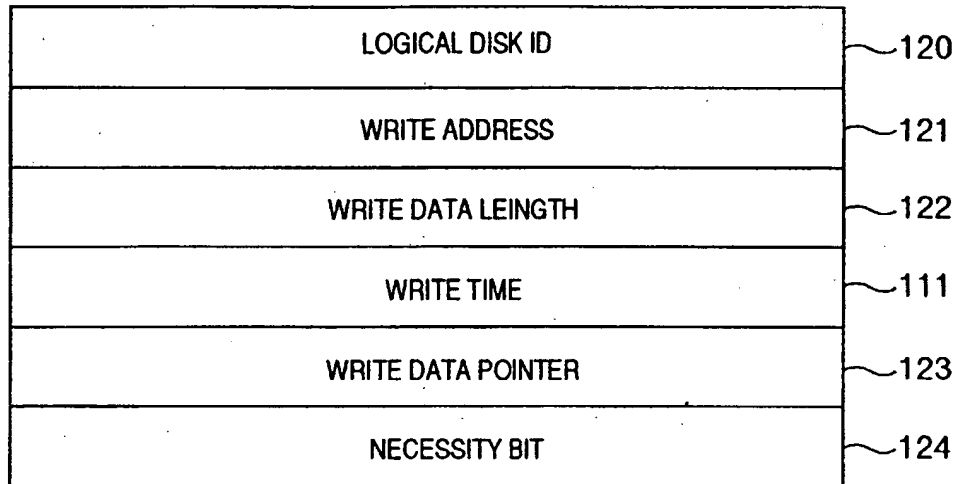 LOGICAL DISK ID 120
WRITE ADDRESS 121
WRITE DATA LEINGTH 122
WRITE TIME 111
WRITE DATA POINTER 123
NECESSITY BIT 124